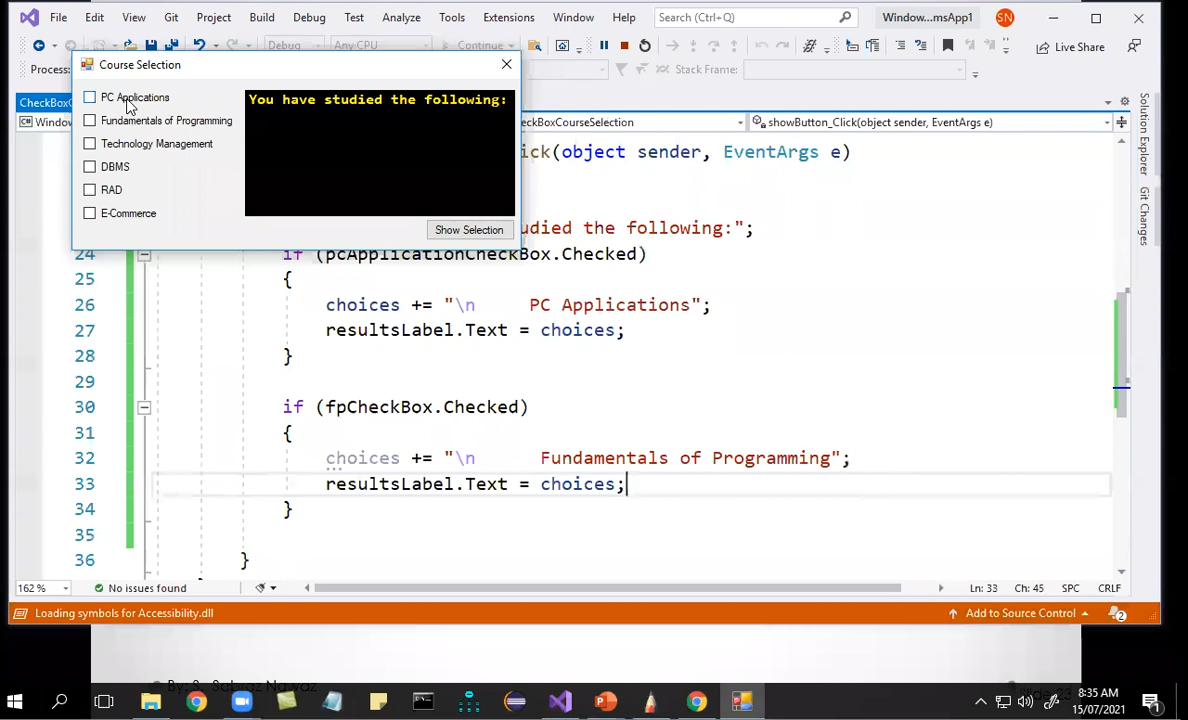 File Edit View Git Project Build Debug Test Analyze Tools Extensions Window Help Search (Ctrl+Q) Window...msApp1 SN
Debug Any CPU Continue Live Share
Process: Stack Frame:
Course Selection
PC Applications
Fundamentals of Programming
Technology Management
DBMS
RAD
E-Commerce
You have studied the following:
Show Selection
showButton_Click(object sender, EventArgs e)
ick(object sender, EventArgs e)
udied the following:";
24 if (pcApplicationCheckBox.Checked)
25 {
26 choices += "\n      PC Applications";
27 resultsLabel.Text = choices;
28 }
29
30 if (fpCheckBox.Checked)
31 {
32 choices += "\n      Fundamentals of Programming";
33 resultsLabel.Text = choices;
34 }
35
36 }
Solution Explorer
Git Changes
162 % No issues found Ln: 33 Ch: 45 SPC CRLF
Loading symbols for Accessibility.dll Add to Source Control 2
8:35 AM
15/07/2021